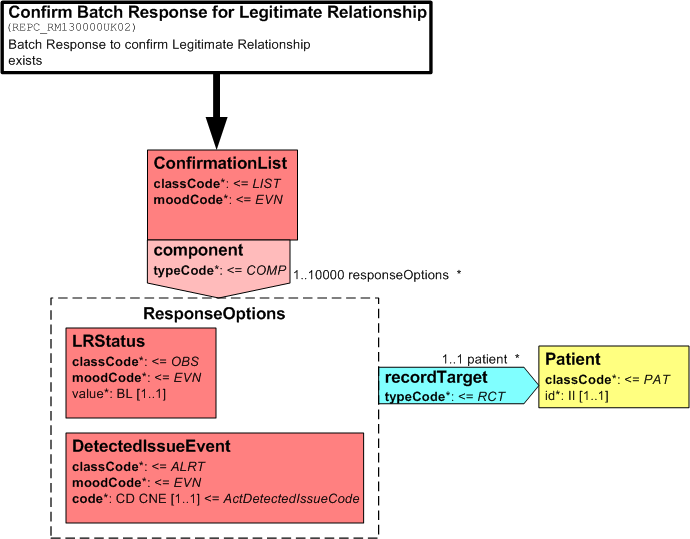 Confirm Batch Response for Legitimate Relationship
(REPC_RM130000UK02)
Batch Response to confirm Legitimate Relationship
exists
ConfirmationList
classCode*: <= LIST
moodCode*: <= EVN
component
typeCode*: <= COMP
1..10000 responseOptions *
ResponseOptions
LRStatus
classCode*: <= OBS
moodCode*: <= EVN
value*: BL [1..1]
1..1 patient *
recordTarget
typeCode*: <= RCT
Patient
classCode*: <= PAT
id*: II [1..1]
DetectedIssueEvent
classCode*: <= ALRT
moodCode*: <= EVN
code*: CD CNE [1..1] <= ActDetectedIssueCode